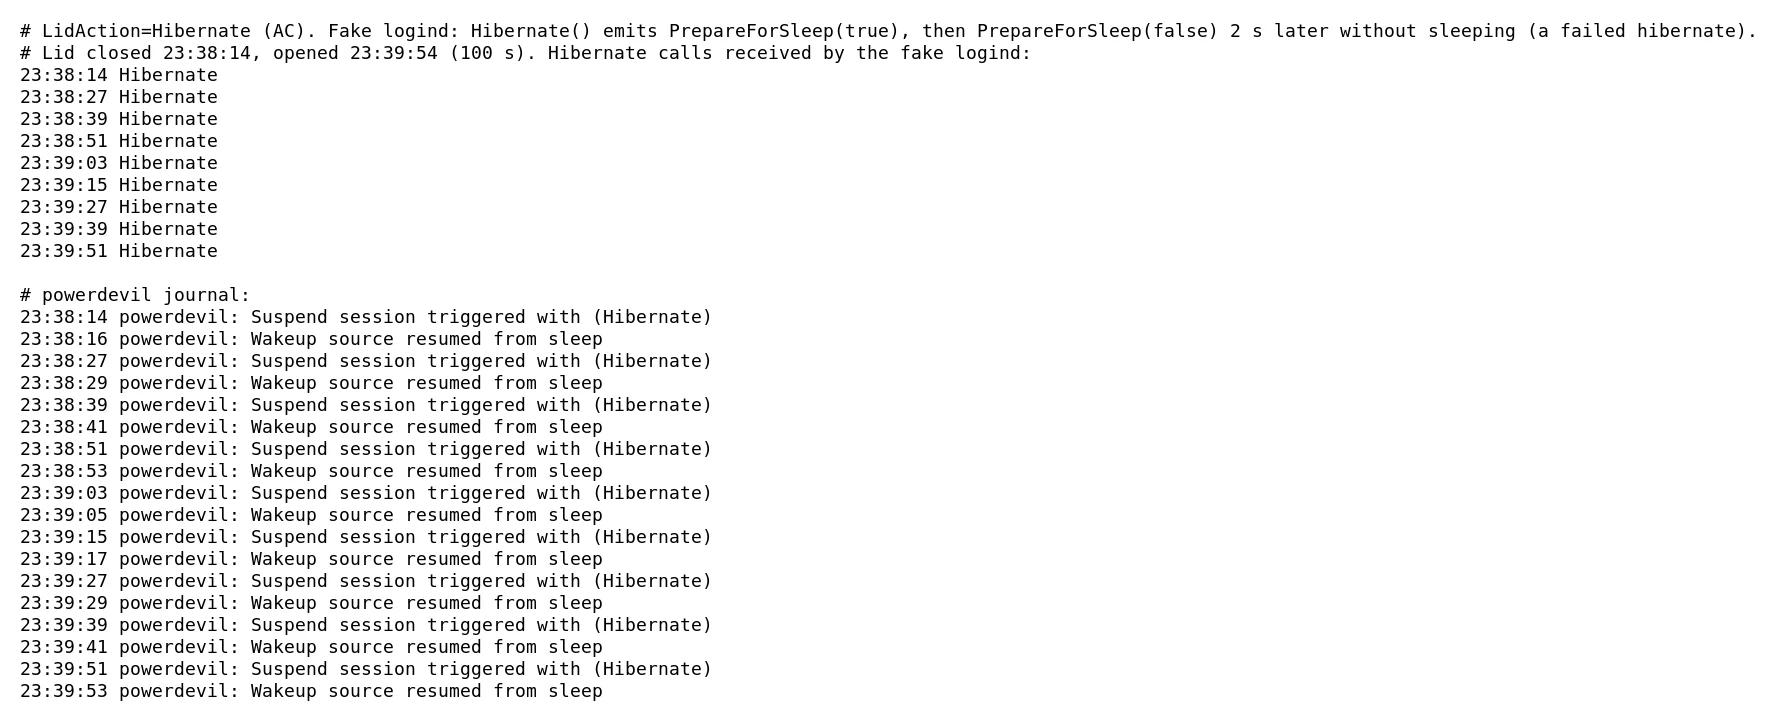 # LidAction=Hibernate (AC). Fake logind: Hibernate() emits PrepareForSleep(true), then PrepareForSleep(false) 2 s later without sleeping (a failed hibernate).
# Lid closed 23:38:14, opened 23:39:54 (100 s). Hibernate calls received by the fake logind:
23:38:14 Hibernate
23:38:27 Hibernate
23:38:39 Hibernate
23:38:51 Hibernate
23:39:03 Hibernate
23:39:15 Hibernate
23:39:27 Hibernate
23:39:39 Hibernate
23:39:51 Hibernate

# powerdevil journal:
23:38:14 powerdevil: Suspend session triggered with (Hibernate)
23:38:16 powerdevil: Wakeup source resumed from sleep
23:38:27 powerdevil: Suspend session triggered with (Hibernate)
23:38:29 powerdevil: Wakeup source resumed from sleep
23:38:39 powerdevil: Suspend session triggered with (Hibernate)
23:38:41 powerdevil: Wakeup source resumed from sleep
23:38:51 powerdevil: Suspend session triggered with (Hibernate)
23:38:53 powerdevil: Wakeup source resumed from sleep
23:39:03 powerdevil: Suspend session triggered with (Hibernate)
23:39:05 powerdevil: Wakeup source resumed from sleep
23:39:15 powerdevil: Suspend session triggered with (Hibernate)
23:39:17 powerdevil: Wakeup source resumed from sleep
23:39:27 powerdevil: Suspend session triggered with (Hibernate)
23:39:29 powerdevil: Wakeup source resumed from sleep
23:39:39 powerdevil: Suspend session triggered with (Hibernate)
23:39:41 powerdevil: Wakeup source resumed from sleep
23:39:51 powerdevil: Suspend session triggered with (Hibernate)
23:39:53 powerdevil: Wakeup source resumed from sleep